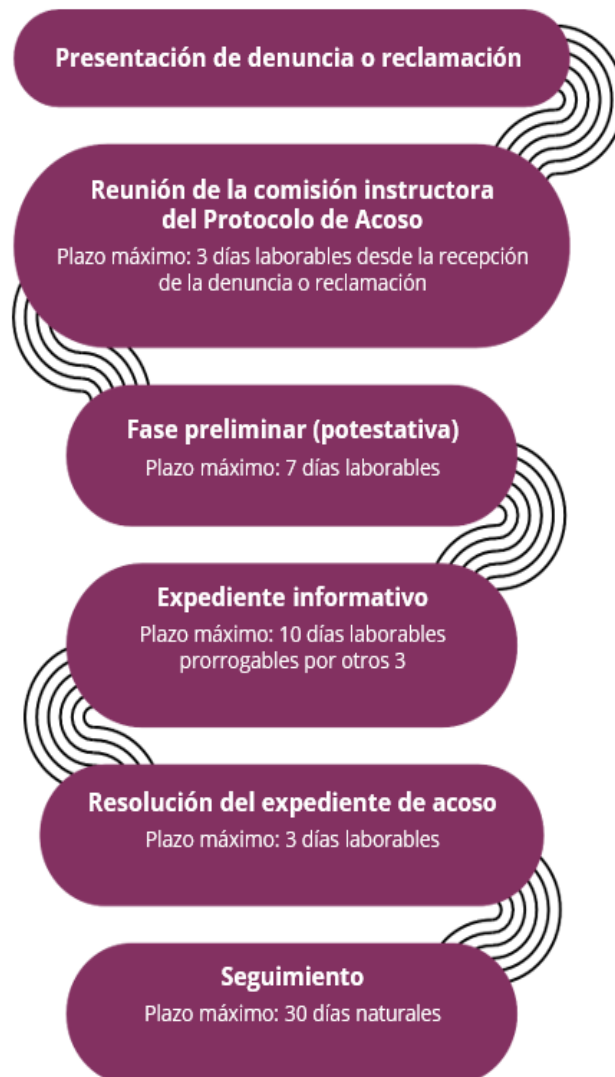 Presentación de denuncia o reclamación
Reunión de la comisión instructora
del Protocolo de Acoso
Plazo máximo: 3 días laborables desde la recepción
de la denuncia o reclamación
Fase preliminar (potestativa)
Plazo máximo: 7 días laborables
Expediente informativo
Plazo máximo: 10 días laborables
prorrogables por otros 3
Resolución del expediente de acoso
Plazo máximo: 3 días laborables
Seguimiento
Plazo máximo: 30 días naturales